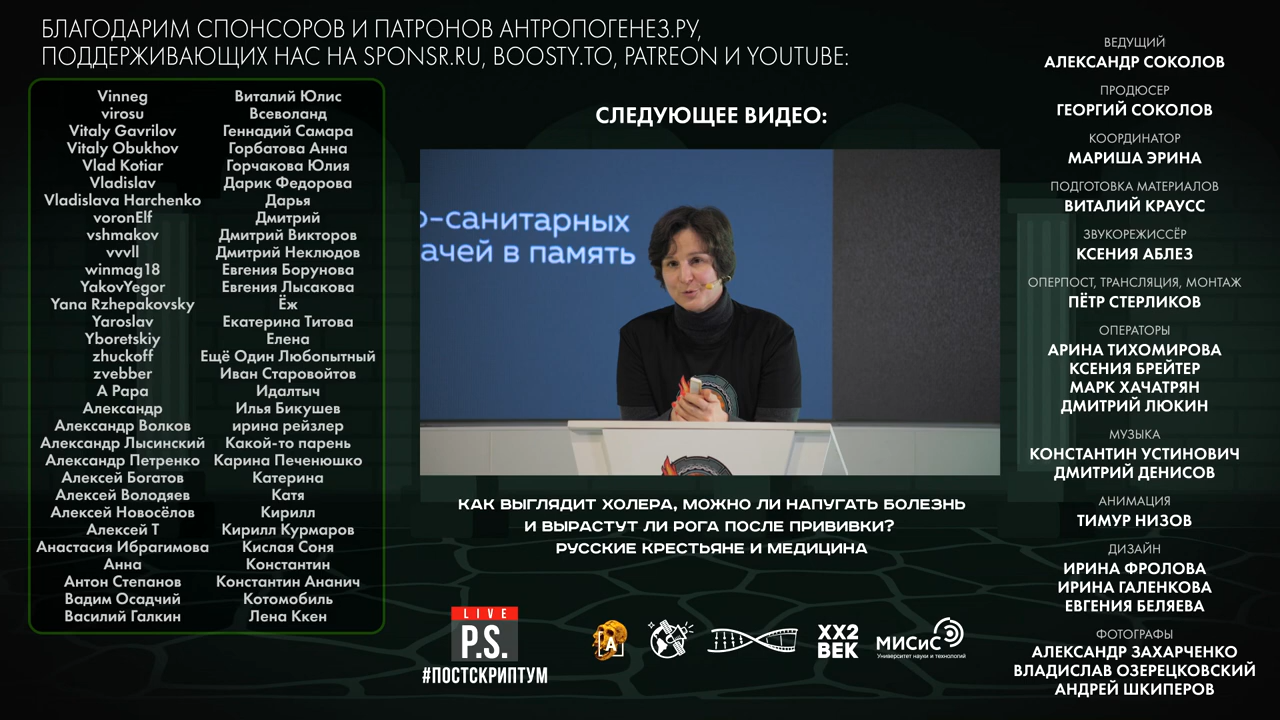 БЛАГОДАРИМ СПОНСОРОВ И ПАТРОНОВ АНТРОПОГЕНЕЗ.РУ,
ПОДДЕРЖИВАЮЩИХ НАС НА SPONSR.RU, BOOSTY.TO, PATREON И YOUTUBE:
Vinneg
virosu
Vitaly Gavrilov
Vitaly Obukhov
Vlad Kotiar
Vladislav
Vladislava Harchenko
voronElf
vshmakov
vvvll
winmag18
YakovYegor
Yana Rzhepakovsky
Yaroslav
Yboretskiy
zhuckoff
zvebber
А Рара
Александр
Александр Волков
Александр Лысинский
Александр Петренко
Алексей Богатов
Алексей Володяев
Алексей Новосёлов
Алексей Т
Анастасия Ибрагимова
Анна
Антон Степанов
Вадим Осадчий
Василий Галкин
Виталий Юлис
Всеволанд
Геннадий Самара
Горбатова Анна
Горчакова Юлия
Дарик Федорова
Дарья
Дмитрий
Дмитрий Викторов
Дмитрий Неклюдов
Евгения Борунова
Евгения Лысакова
Ёж
Екатерина Титова
Елена
Ещё Один Любопытный
Иван Старовойтов
Идалтыч
Илья Бикушев
ирина рейзлер
Какой-то парень
Карина Печенюшко
Катерина
Катя
Кирилл
Кирилл Курмаров
Кислая Соня
Константин
Константин Ананич
Котомобиль
Лена Ккен
СЛЕДУЮЩЕЕ ВИДЕО:
о-санитарных
ачей в память
КАК ВЫГЛЯДИТ ХОЛЕРА, МОЖНО ЛИ НАПУГАТЬ БОЛЕЗНЬ
И ВЫРАСТУТ ЛИ РОГА ПОСЛЕ ПРИВИВКИ?
РУССКИЕ КРЕСТЬЯНЕ И МЕДИЦИНА
LIVE
P.S.
#ПОСТСКРИПТУМ
А
XX2
ВЕК
МИСиС
Университет науки и технологий
ВЕДУЩИЙ
АЛЕКСАНДР СОКОЛОВ
ПРОДЮСЕР
ГЕОРГИЙ СОКОЛОВ
КООРДИНАТОР
МАРИША ЭРИНА
ПОДГОТОВКА МАТЕРИАЛОВ
ВИТАЛИЙ КРАУСС
ЗВУКОРЕЖИССЁР
КСЕНИЯ АБЛЕЗ
ОПЕРПОСТ, ТРАНСЛЯЦИЯ, МОНТАЖ
ПЁТР СТЕРЛИКОВ
ОПЕРАТОРЫ
АРИНА ТИХОМИРОВА
КСЕНИЯ БРЕЙТЕР
МАРК ХАЧАТРЯН
ДМИТРИЙ ЛЮКИН
МУЗЫКА
КОНСТАНТИН УСТИНОВИЧ
ДМИТРИЙ ДЕНИСОВ
АНИМАЦИЯ
ТИМУР НИЗОВ
ДИЗАЙН
ИРИНА ФРОЛОВА
ИРИНА ГАЛЕНКОВА
ЕВГЕНИЯ БЕЛЯЕВА
ФОТОГРАФЫ
АЛЕКСАНДР ЗАХАРЧЕНКО
ВЛАДИСЛАВ ОЗЕРЕЦКОВСКИЙ
АНДРЕЙ ШКИПЕРОВ